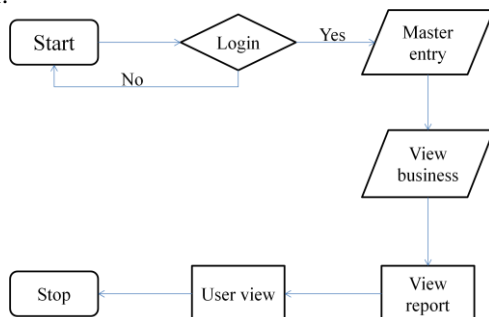 Start
Login
Yes
Master
entry
No
View
business
Stop
User view
View
report